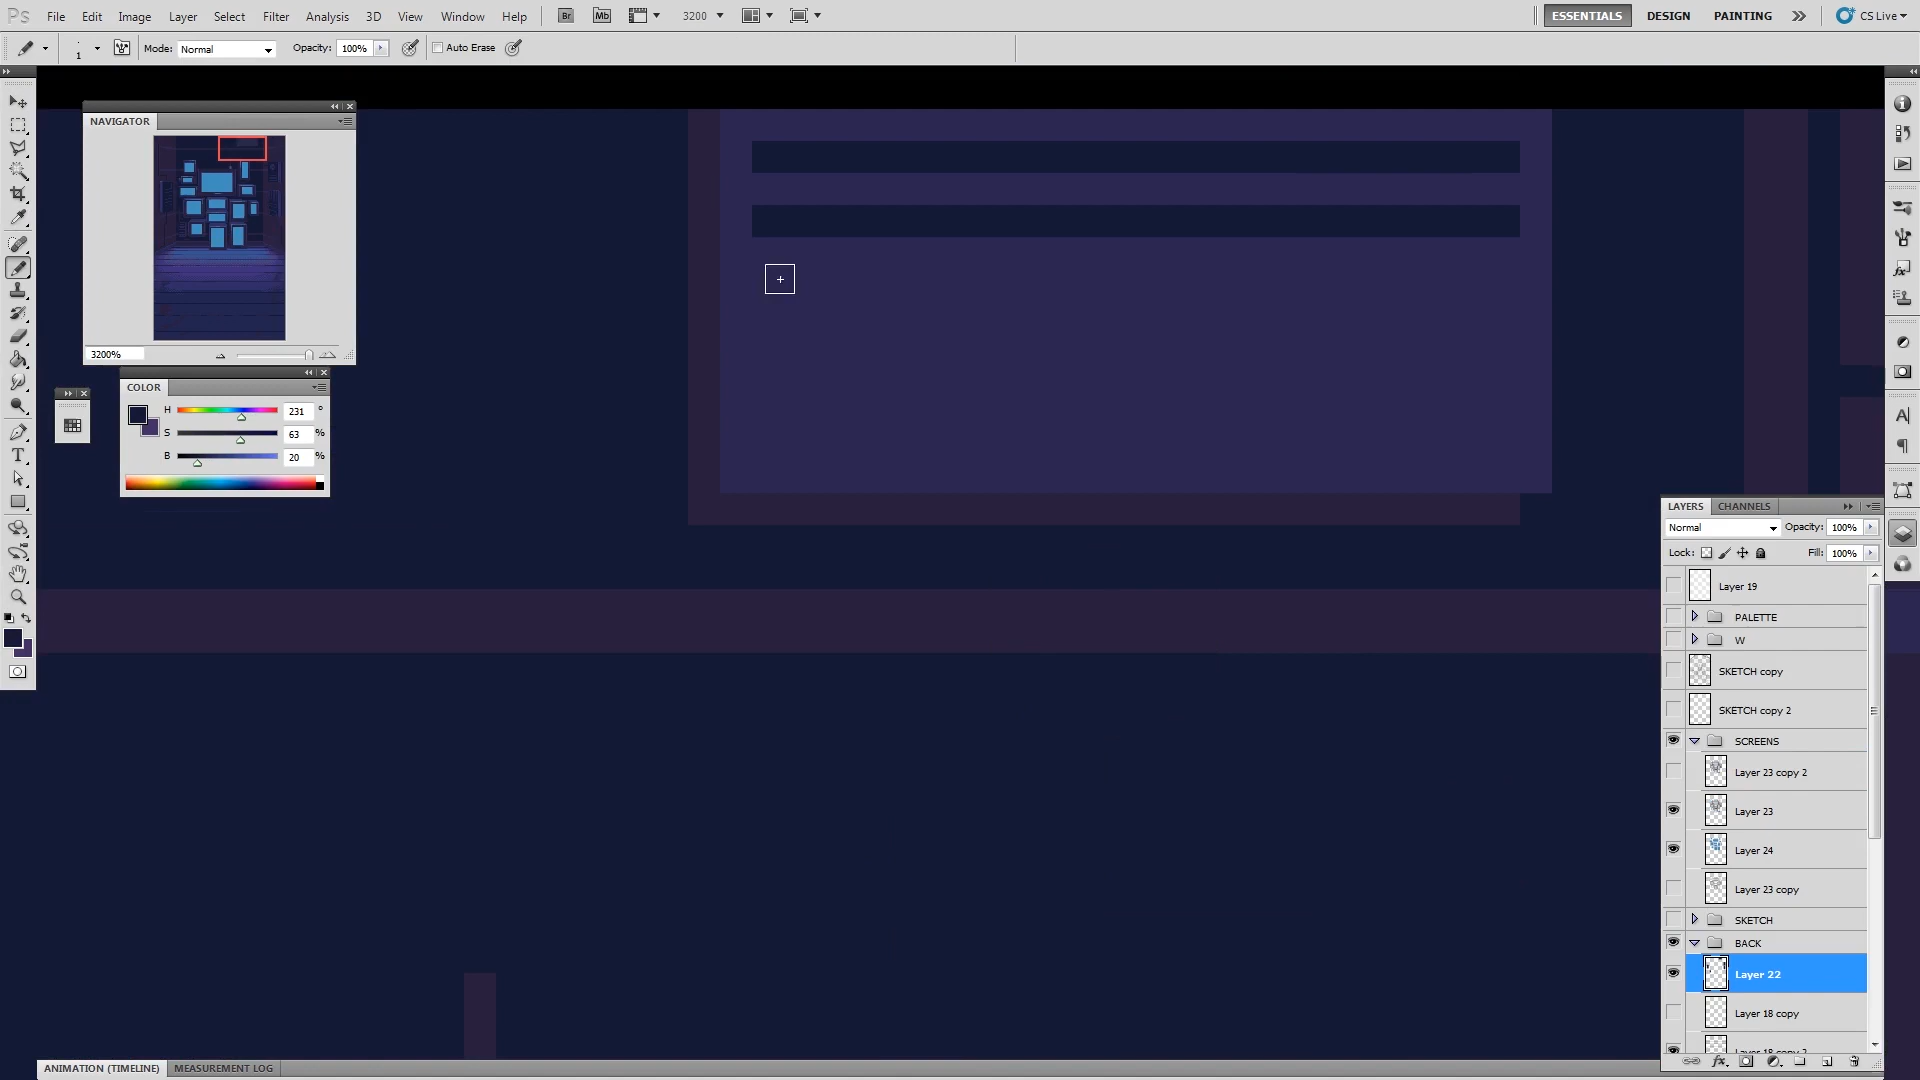 Ps File Edit Image Layer Select Filter Analysis 3D View Window Help Br Mb 3200 ESSENTIALS DESIGN PAINTING CS Live
1 Mode: Normal Opacity: 100% Auto Erase
NAVIGATOR
3200%
COLOR
H 231 °
S 63 %
B 20 %
LAYERS CHANNELS
Normal Opacity: 100%
Lock: Fill: 100%
Layer 19
PALETTE
W
SKETCH copy
SKETCH copy 2
SCREENS
Layer 23 copy 2
Layer 23
Layer 24
Layer 23 copy
SKETCH
BACK
Layer 22
Layer 18 copy
Layer 18 copy 2
ANIMATION (TIMELINE) MEASUREMENT LOG